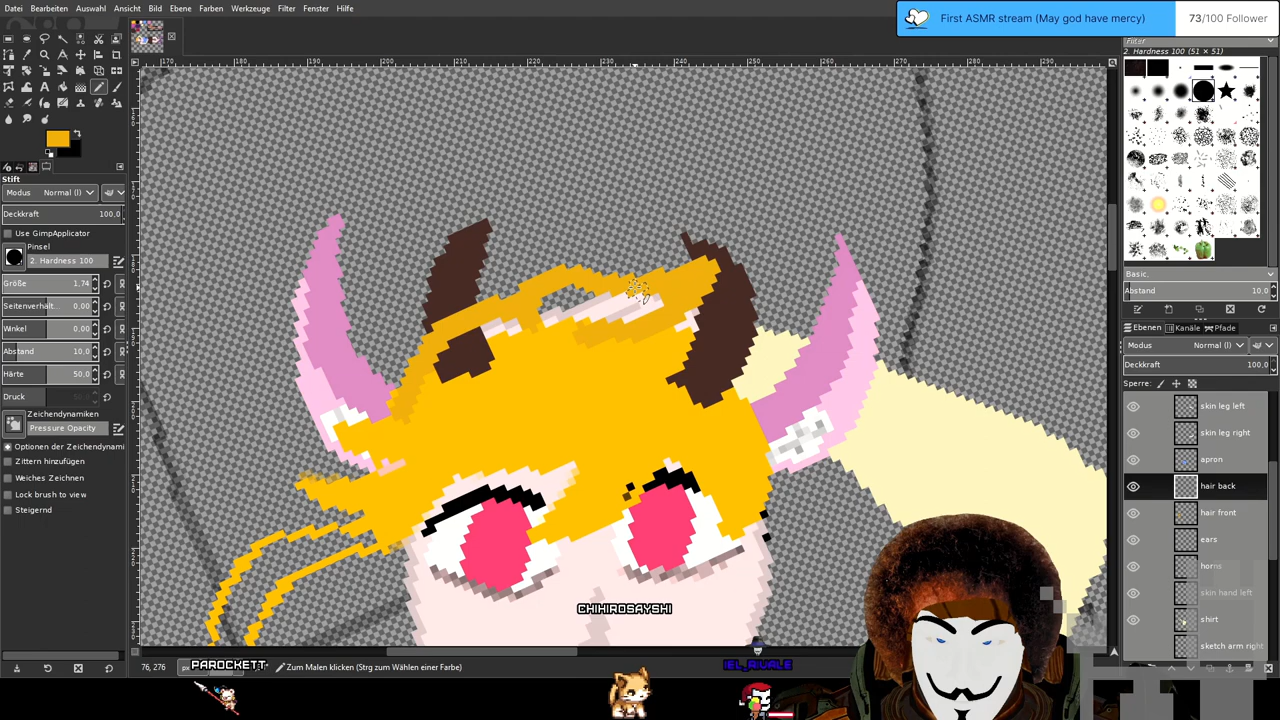 Datei Bearbeiten Auswahl Ansicht Bild Ebene Farben Werkzeuge Filter Fenster Hilfe
First ASMR stream (May god have mercy) 73/100 Follower
Filter
2. Hardness 100 (51 × 51)
Stift
Modus Normal (l)
Deckkraft 100,0
Use GimpApplicator
Pinsel
2. Hardness 100
Größe 1,74
Seitenverhält... 0,00
Winkel 0,00
Abstand 10,0
Härte 50,0
Druck
Zeichendynamiken
Pressure Opacity
Optionen der Zeichendynami
Zittern hinzufügen
Weiches Zeichnen
Lock brush to view
Steigernd
Basic.
Abstand 10,0
Ebenen Kanäle Pfade
Modus Normal (l)
Deckkraft 100,0
Sperre:
skin leg left
skin leg right
apron
hair back
hair front
ears
horns
skin hand left
shirt
sketch arm right
CHIHIROSAYSHI
76, 276 px
PAROCKETT
Zum Malen klicken (Strg zum Wählen einer Farbe)